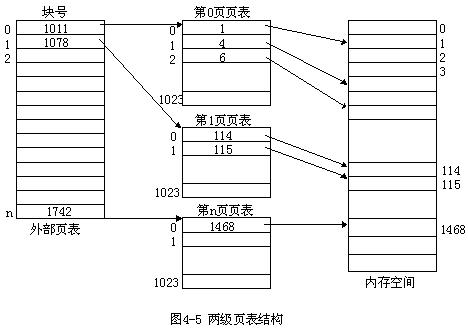 块号
0 1011
1 1078
2
n 1742
外部页表
第0页页表
0 1
1 4
2 6
1023
第1页页表
0 114
1 115
1023
第n页页表
0 1468
1
1023
0
1
2
3
114
115
1468
内存空间
图4-5 两级页表结构